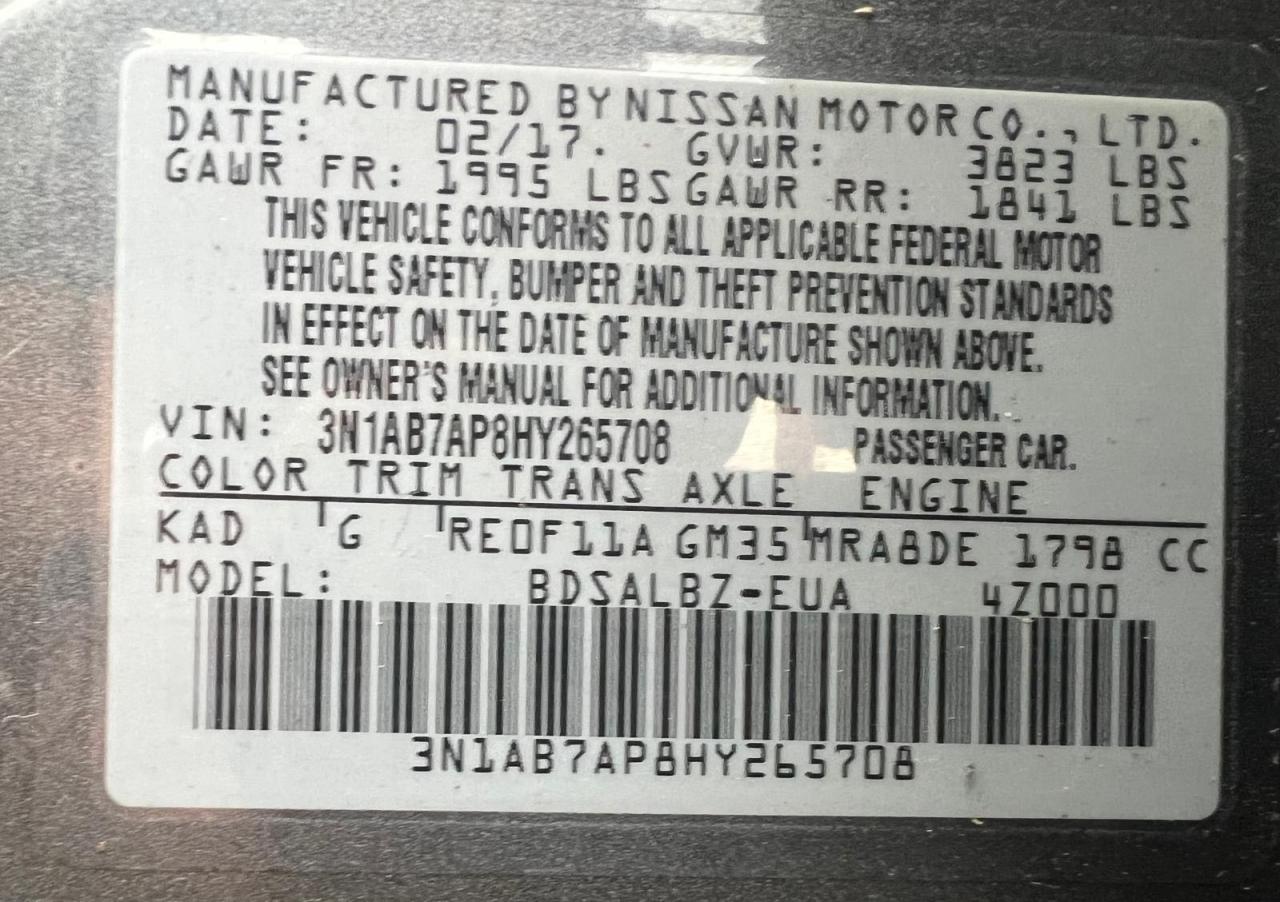 MANUFACTURED BY NISSAN MOTOR CO., LTD.
DATE: 02/17. GVWR: 3823 LBS
GAWR FR: 1995 LBS GAWR RR: 1841 LBS
THIS VEHICLE CONFORMS TO ALL APPLICABLE FEDERAL MOTOR
VEHICLE SAFETY, BUMPER AND THEFT PREVENTION STANDARDS
IN EFFECT ON THE DATE OF MANUFACTURE SHOWN ABOVE.
SEE OWNER'S MANUAL FOR ADDITIONAL INFORMATION.
VIN: 3N1AB7AP8HY265708 PASSENGER CAR.
COLOR TRIM TRANS AXLE ENGINE
KAD G RE0F11A GM35 MRA8DE 1798 CC
MODEL: BDSALBZ-EUA 4Z000
3N1AB7AP8HY265708